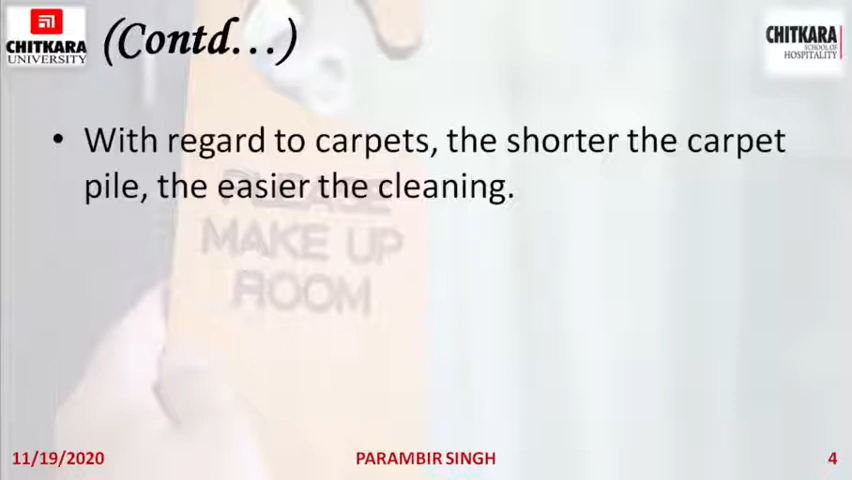 CHITKARA
UNIVERSITY
(Contd…)
CHITKARA
SCHOOL OF
HOSPITALITY
• With regard to carpets, the shorter the carpet
pile, the easier the cleaning.
PLEASE
MAKE UP
ROOM
11/19/2020
PARAMBIR SINGH
4